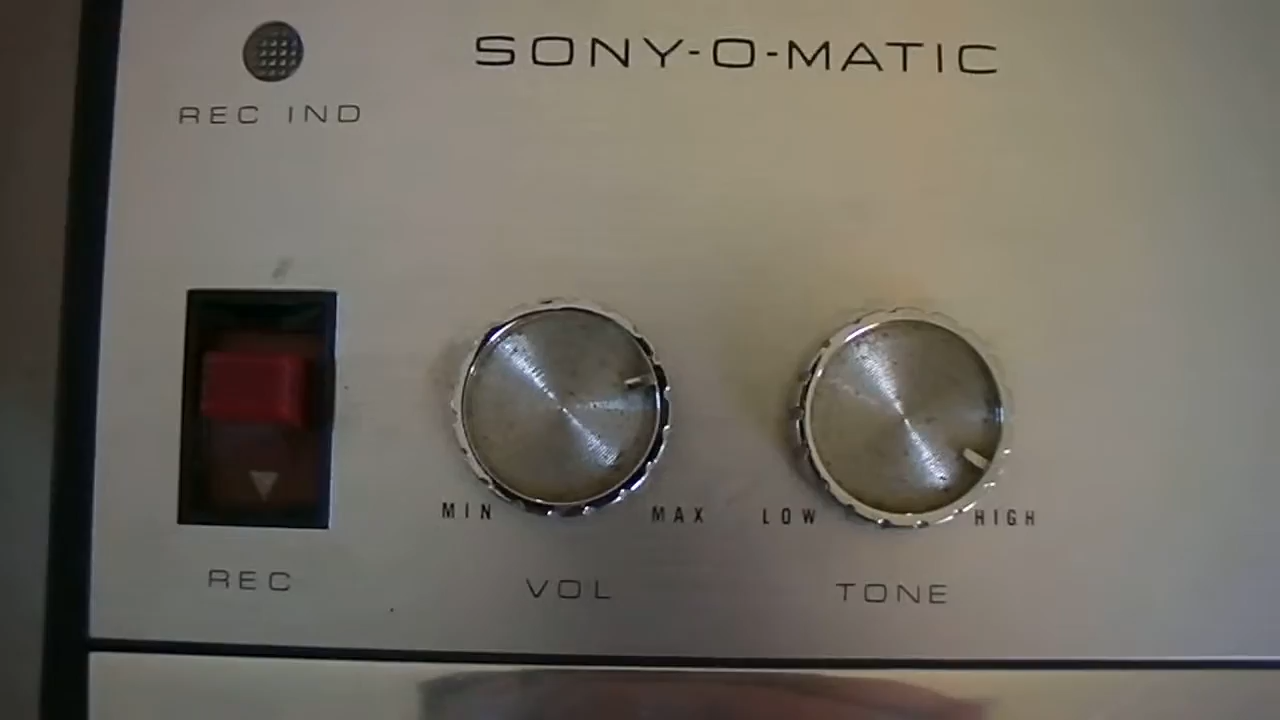 SONY-O-MATIC
REC IND
MIN
MAX
LOW
HIGH
REC
VOL
TONE